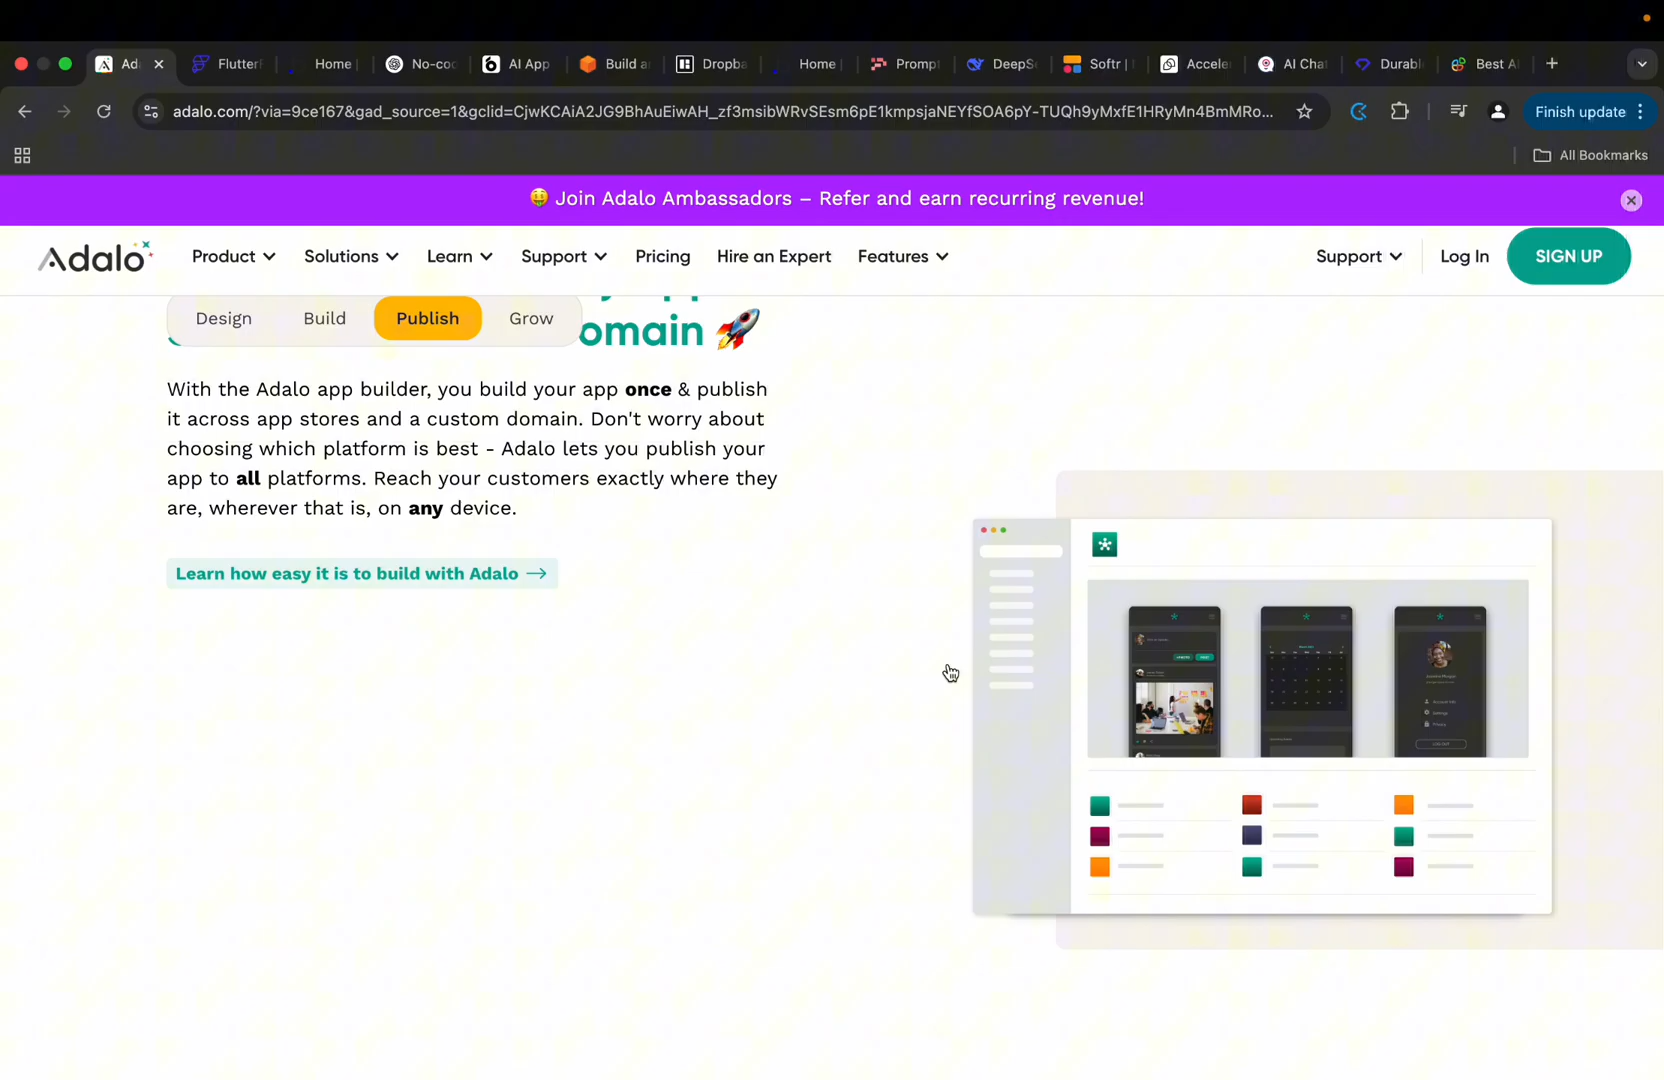 Ad
Flutter
Home
No-co
AI App
Build a
Dropba
Home
Prompt
DeepS
Softr |
Acceler
AI Chat
Durabl
Best A
adalo.com/?via=9ce167&gad_source=1&gclid=CjwKCAiA2JG9BhAuEiwAH_zf3msibWRvSEsm6pE1kmpsjaNEYfSOA6pY-TUQh9yMxfE1HRyMn4BmMRo...
Finish update
All Bookmarks
🤑 Join Adalo Ambassadors – Refer and earn recurring revenue!
Adalo
Product
Solutions
Learn
Support
Pricing
Hire an Expert
Features
Support
Log In
SIGN UP
Design
Build
Publish
Grow
omain 🚀
With the Adalo app builder, you build your app once & publish
it across app stores and a custom domain. Don't worry about
choosing which platform is best - Adalo lets you publish your
app to all platforms. Reach your customers exactly where they
are, wherever that is, on any device.
Learn how easy it is to build with Adalo →